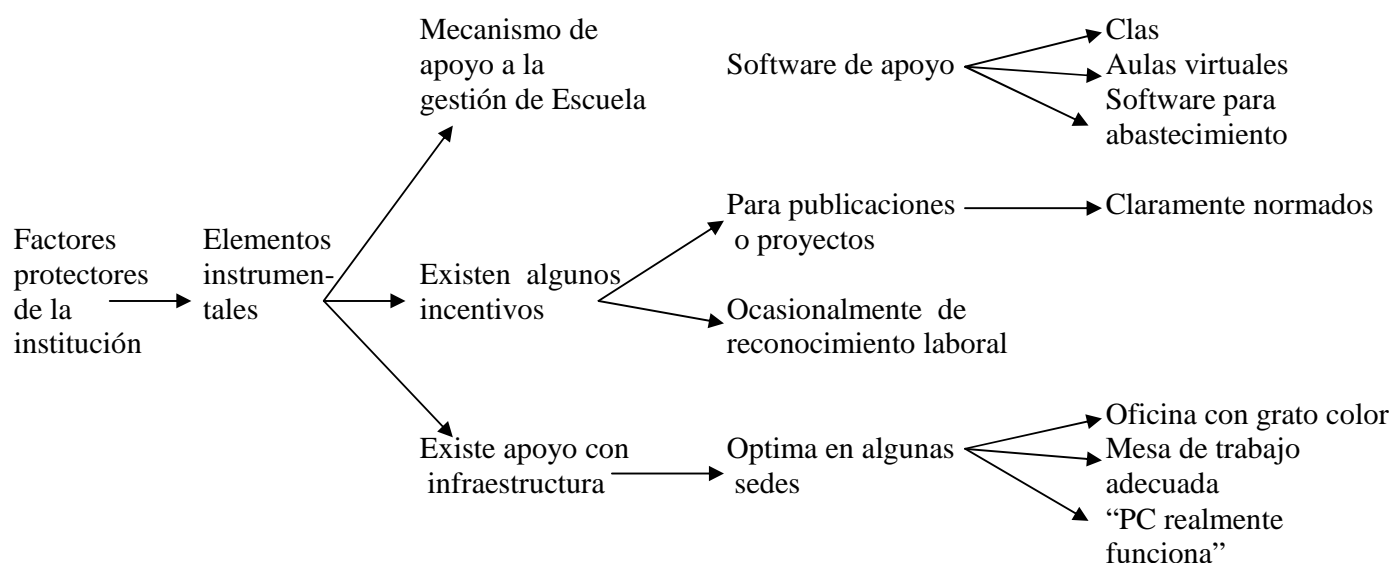 Mecanismo de
apoyo a la
gestión de Escuela
Software de apoyo
Clas
Aulas virtuales
Software para
abastecimiento
Factores
protectores
de la
institución
Elementos
instrumen-
tales
Existen algunos
incentivos
Para publicaciones
o proyectos
Claramente normados
Ocasionalmente de
reconocimiento laboral
Existe apoyo con
infraestructura
Optima en algunas
sedes
Oficina con grato color
Mesa de trabajo
adecuada
“PC realmente
funciona”